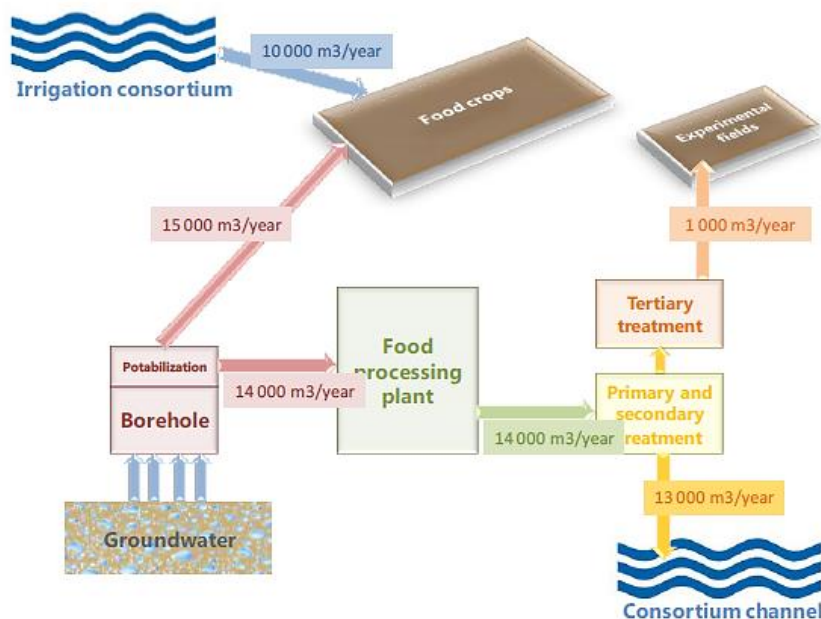 10 000 m3/year
Irrigation consortium
Food crops
Experimental
fields
15 000 m3/year
1 000 m3/year
Tertiary
treatment
Potabilization
Borehole
14 000 m3/year
Food
processing
plant
Primary and
secondary
treatment
14 000 m3/year
13 000 m3/year
Groundwater
Consortium channel